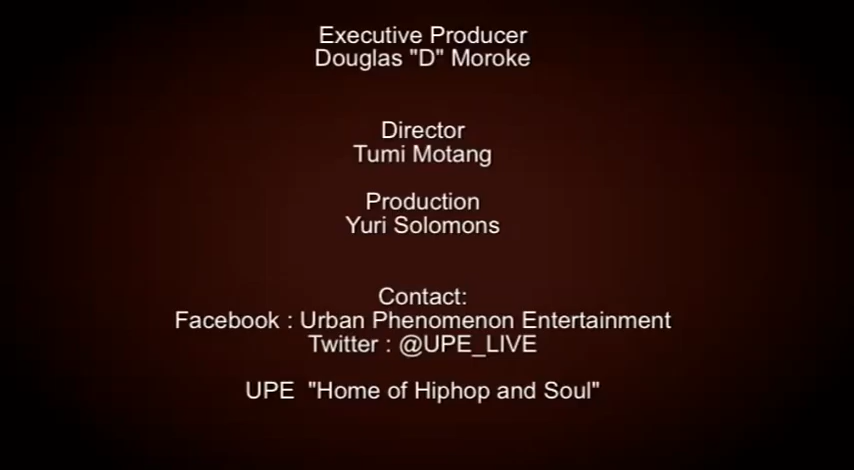 Executive Producer
Douglas "D" Moroke
Director
Tumi Motang
Production
Yuri Solomons
Contact:
Facebook : Urban Phenomenon Entertainment
Twitter : @UPE_LIVE
UPE  "Home of Hiphop and Soul"